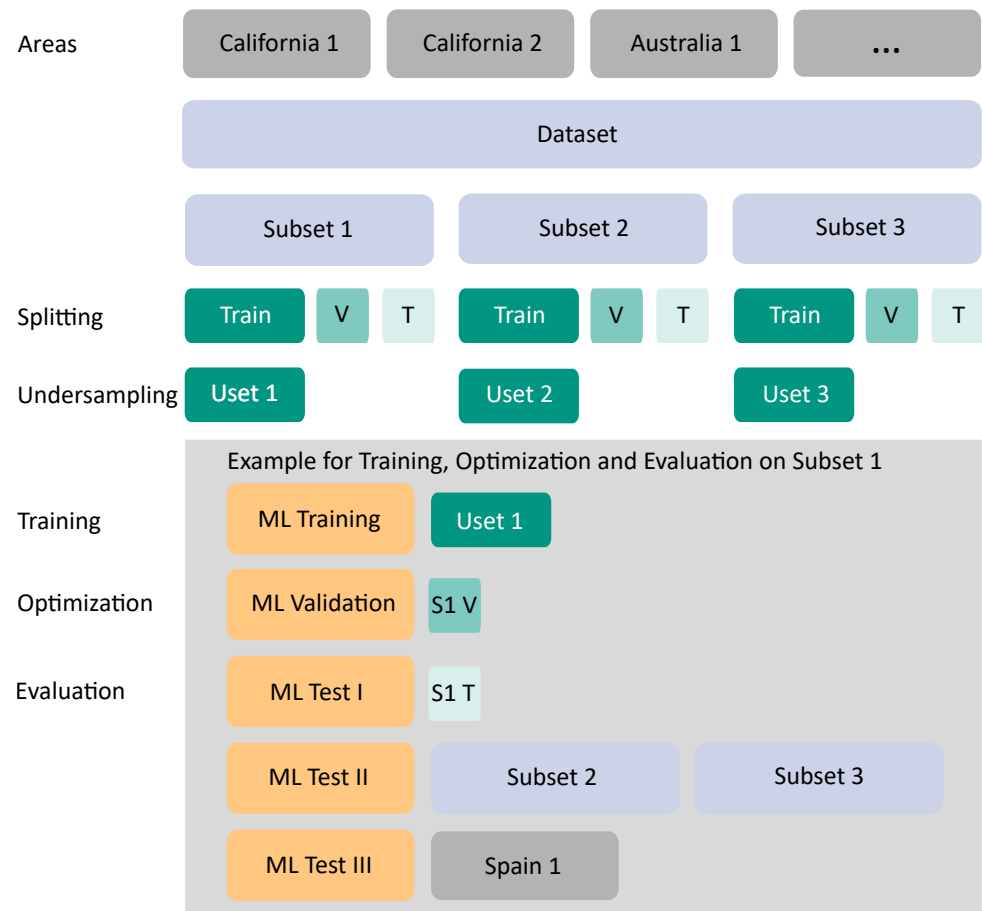 Areas California 1 California 2 Australia 1 ...
Dataset
Subset 1 Subset 2 Subset 3
Splitting Train V T Train V T Train V T
Undersampling Uset 1 Uset 2 Uset 3
Example for Training, Optimization and Evaluation on Subset 1
Training ML Training Uset 1
Optimization ML Validation S1 V
Evaluation ML Test I S1 T
ML Test II Subset 2 Subset 3
ML Test III Spain 1